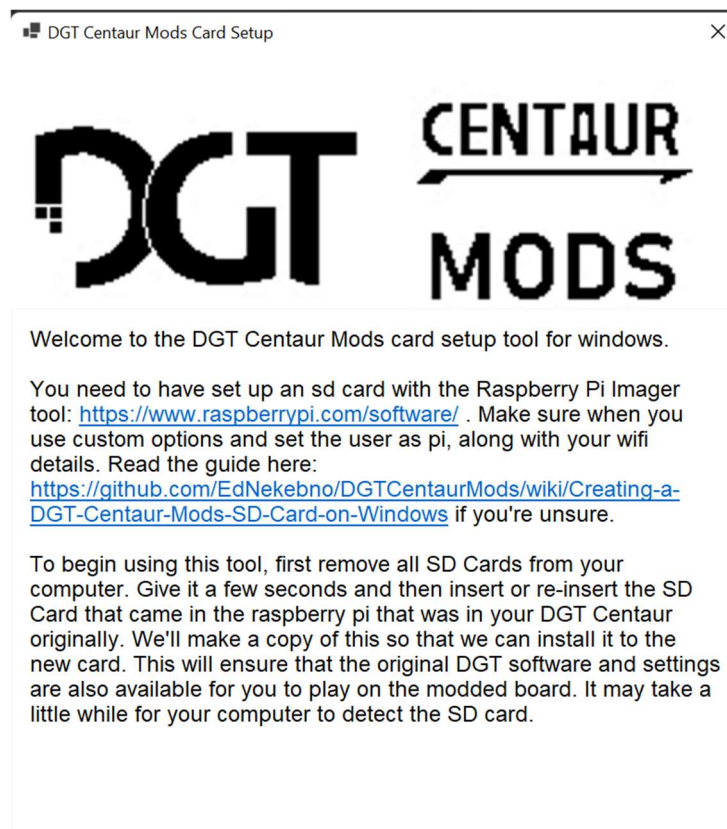 DGT Centaur Mods Card Setup
DGT
CENTAUR
MODS
Welcome to the DGT Centaur Mods card setup tool for windows.
You need to have set up an sd card with the Raspberry Pi Imager
tool: https://www.raspberrypi.com/software/ . Make sure when you
use custom options and set the user as pi, along with your wifi
details. Read the guide here:
https://github.com/EdNekebno/DGTCentaurMods/wiki/Creating-a-
DGT-Centaur-Mods-SD-Card-on-Windows if you're unsure.
To begin using this tool, first remove all SD Cards from your
computer. Give it a few seconds and then insert or re-insert the SD
Card that came in the raspberry pi that was in your DGT Centaur
originally. We'll make a copy of this so that we can install it to the
new card. This will ensure that the original DGT software and settings
are also available for you to play on the modded board. It may take a
little while for your computer to detect the SD card.